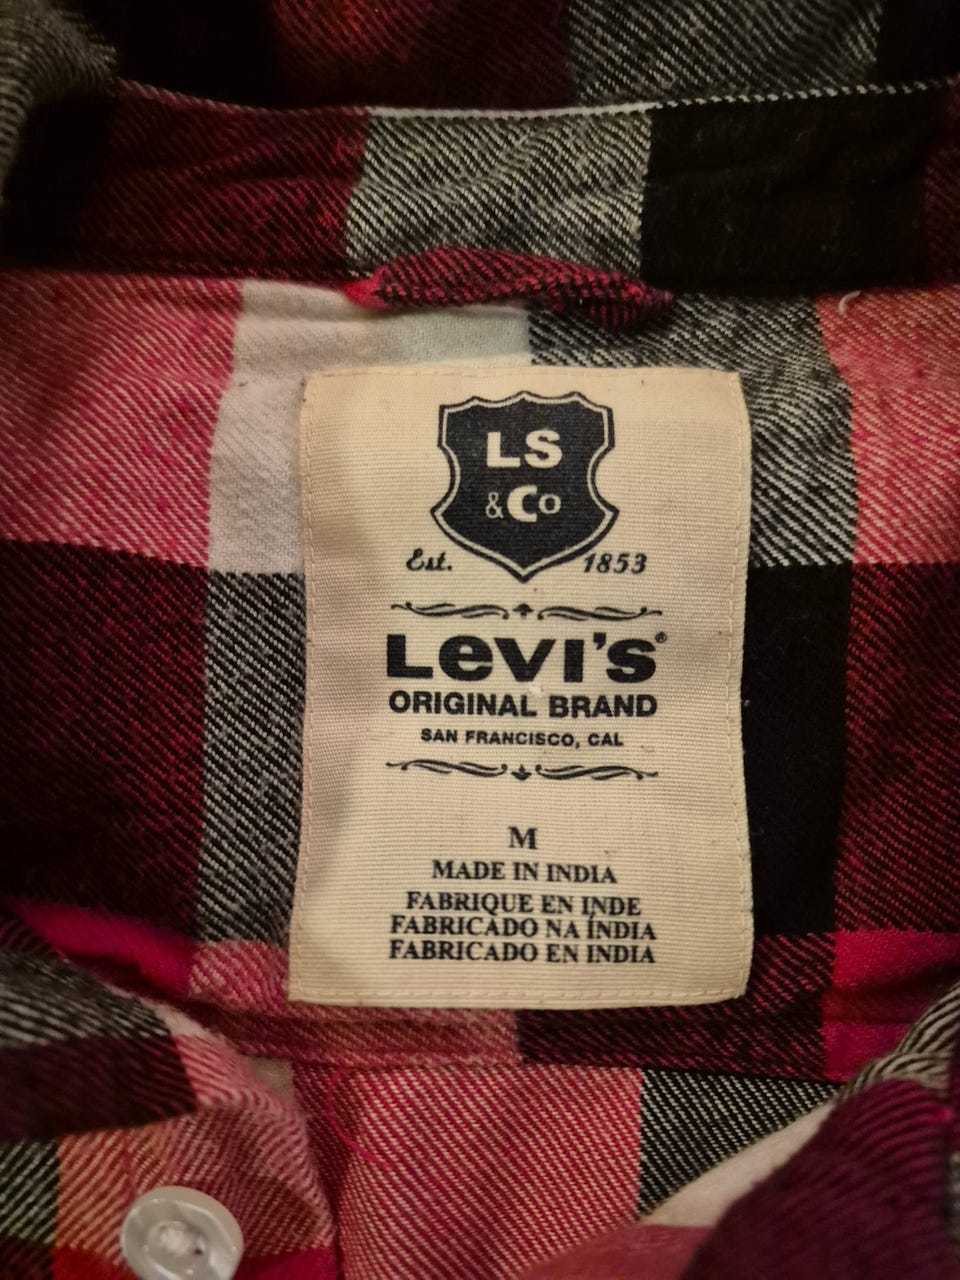 LS
&Co
Est. 1853
Levi's®
ORIGINAL BRAND
SAN FRANCISCO, CAL
M
MADE IN INDIA
FABRIQUE EN INDE
FABRICADO NA ÍNDIA
FABRICADO EN INDIA